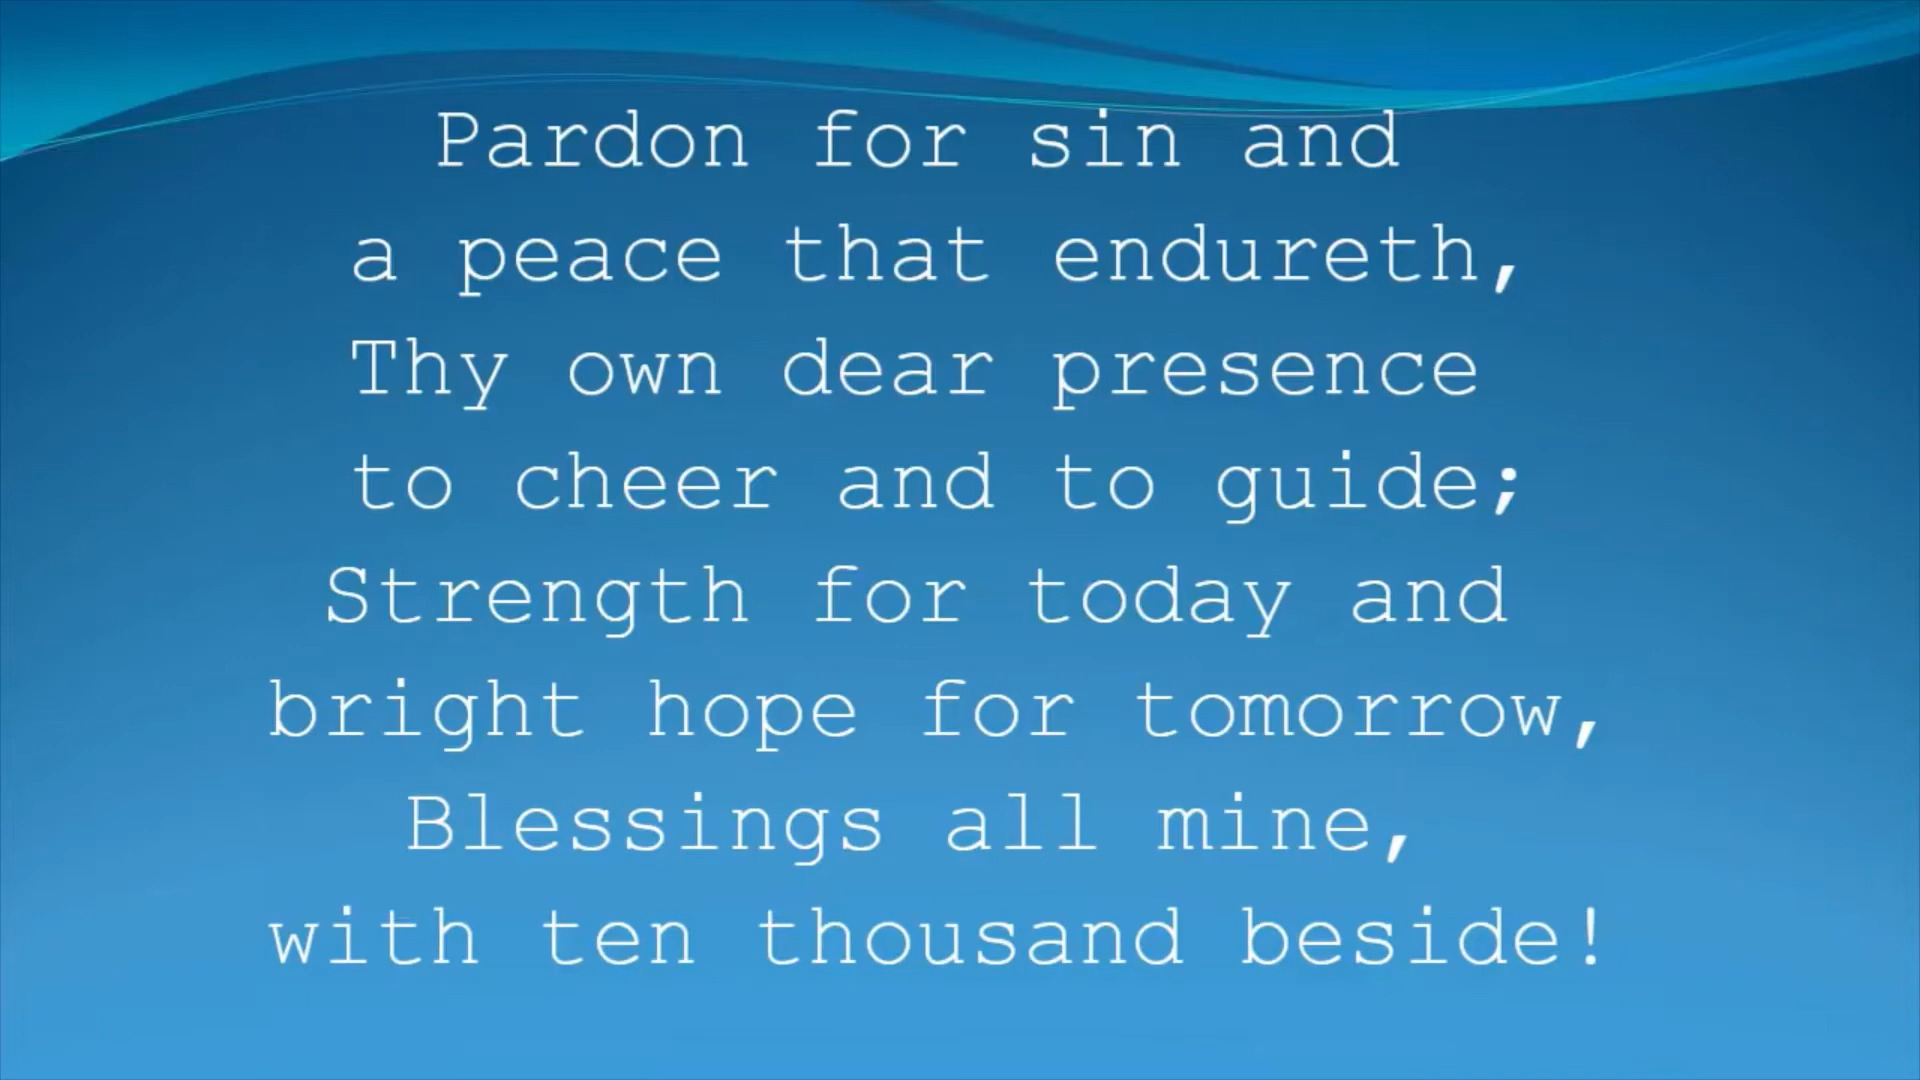 Pardon for sin and
a peace that endureth,
Thy own dear presence
to cheer and to guide;
Strength for today and
bright hope for tomorrow,
Blessings all mine,
with ten thousand beside!